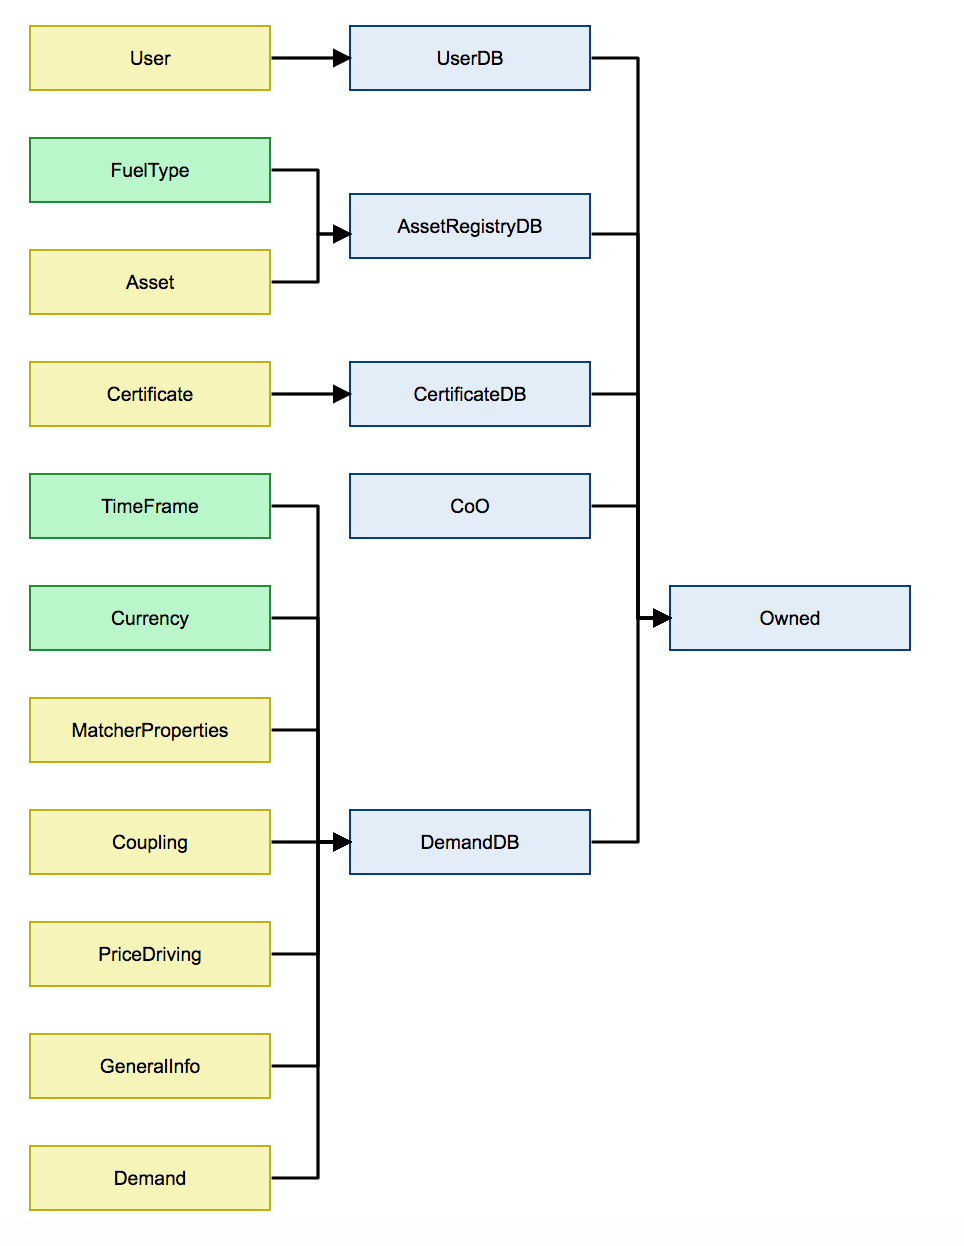 User
UserDB
FuelType
AssetRegistryDB
Asset
Certificate
CertificateDB
TimeFrame
CoO
Currency
Owned
MatcherProperties
Coupling
DemandDB
PriceDriving
GeneralInfo
Demand